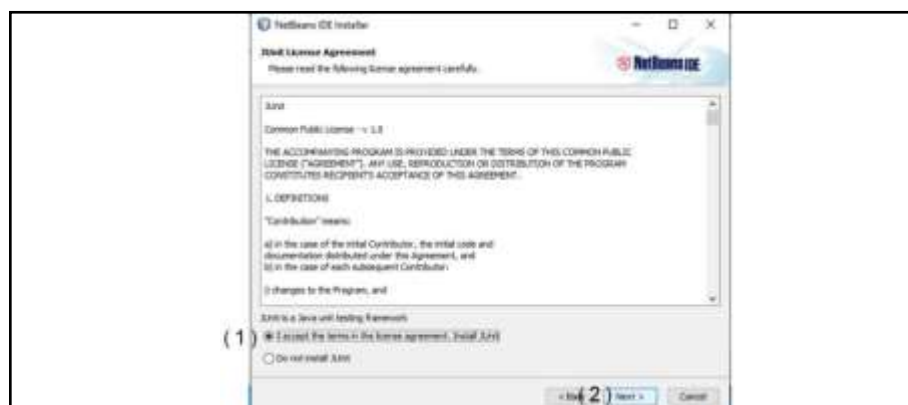 NetBeans IDE Installer
JUnit License Agreement
Please read the following license agreement carefully.
NetBeans IDE
JUnit
Common Public License - v 1.0
THE ACCOMPANYING PROGRAM IS PROVIDED UNDER THE TERMS OF THIS COMMON PUBLIC
LICENSE ("AGREEMENT"). ANY USE, REPRODUCTION OR DISTRIBUTION OF THE PROGRAM
CONSTITUTES RECIPIENT'S ACCEPTANCE OF THIS AGREEMENT.
1. DEFINITIONS
"Contribution" means:
a) in the case of the initial Contributor, the initial code and
documentation distributed under this Agreement, and
b) in the case of each subsequent Contributor:
i) changes to the Program, and
JUnit is a Java unit testing framework
(1) I accept the terms in the license agreement. Install JUnit
Do not install JUnit
< (2) Next > Cancel